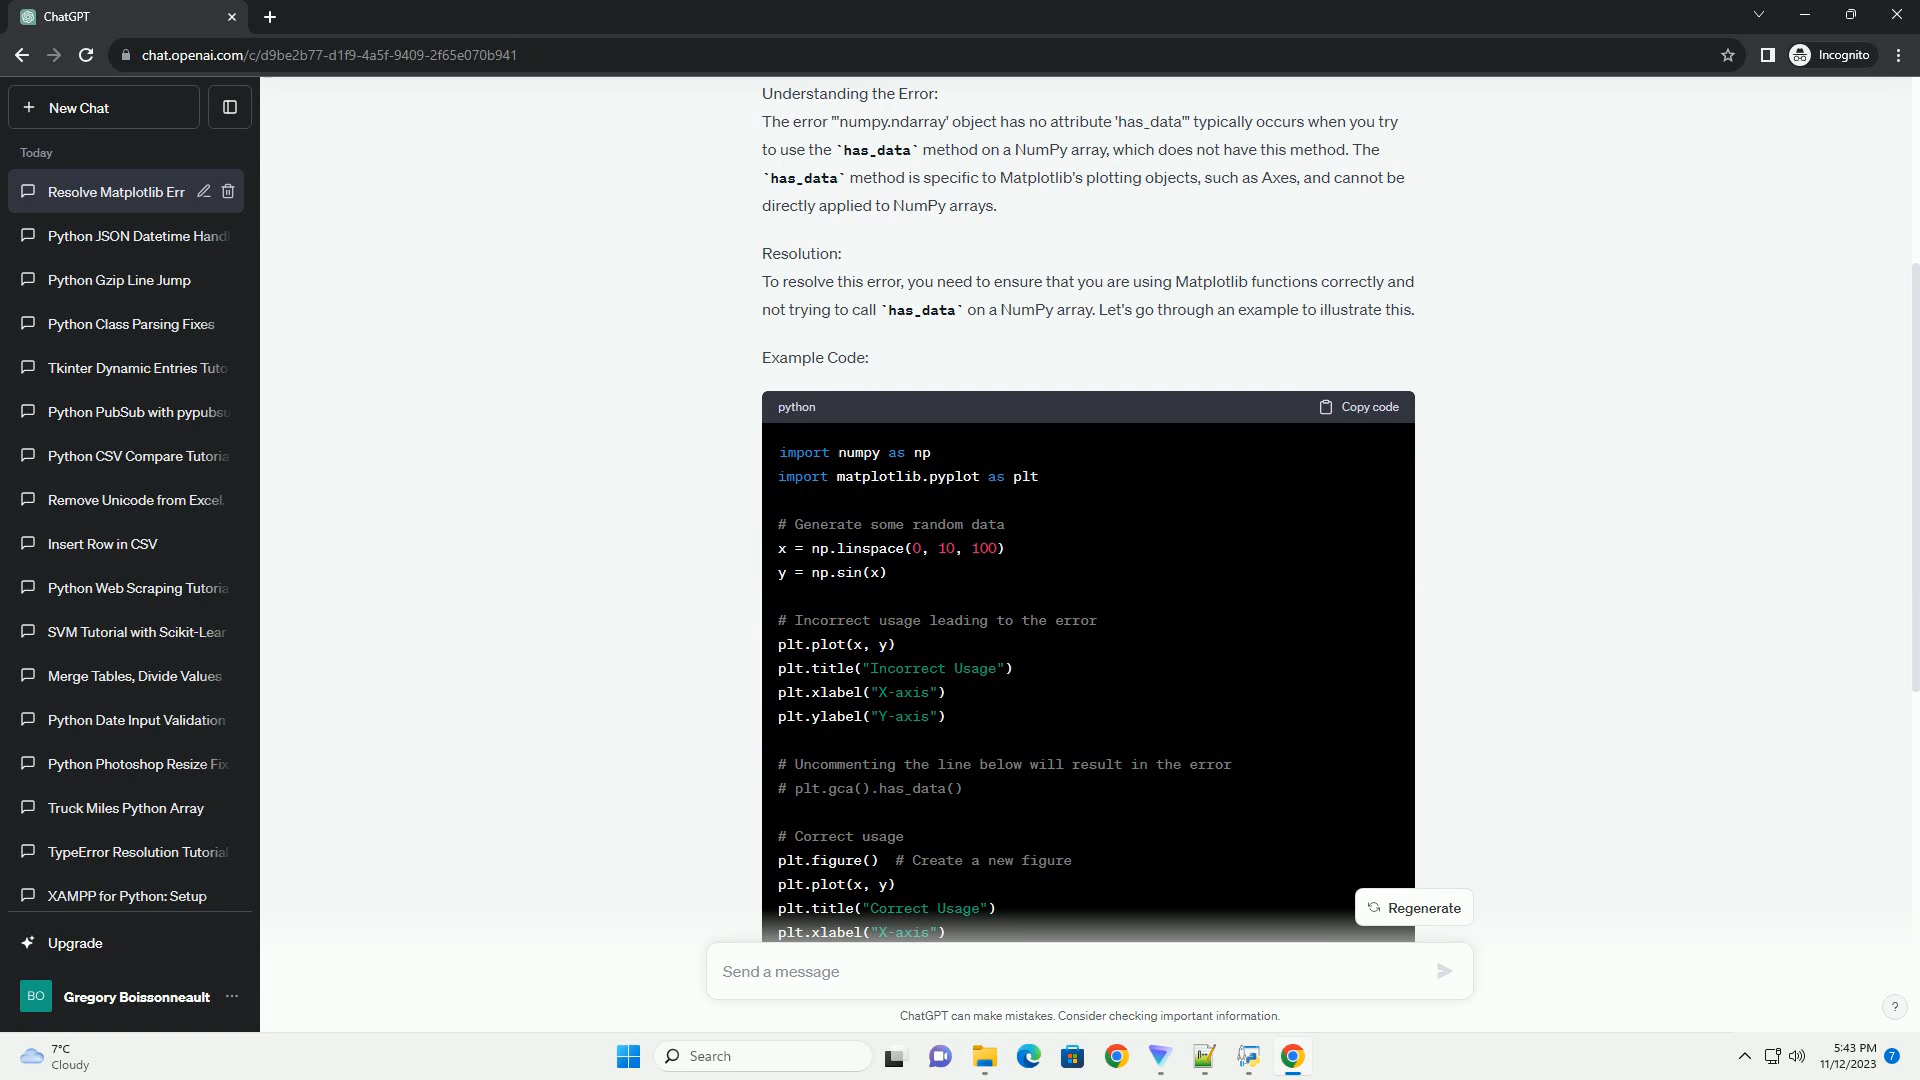 ChatGPT
chat.openai.com/c/d9be2b77-d1f9-4a5f-9409-2f65e070b941
Incognito
New Chat
Today
Resolve Matplotlib Err
Python JSON Datetime Hand
Python Gzip Line Jump
Python Class Parsing Fixes
Tkinter Dynamic Entries Tuto
Python PubSub with pypubsu
Python CSV Compare Tutoria
Remove Unicode from Excel.
Insert Row in CSV
Python Web Scraping Tutoria
SVM Tutorial with Scikit-Lear
Merge Tables, Divide Values
Python Date Input Validation
Python Photoshop Resize Fix
Truck Miles Python Array
TypeError Resolution Tutorial
XAMPP for Python: Setup
Upgrade
BO Gregory Boissonneault
Understanding the Error:
The error "'numpy.ndarray' object has no attribute 'has_data'" typically occurs when you try
to use the `has_data` method on a NumPy array, which does not have this method. The
`has_data` method is specific to Matplotlib's plotting objects, such as Axes, and cannot be
directly applied to NumPy arrays.
Resolution:
To resolve this error, you need to ensure that you are using Matplotlib functions correctly and
not trying to call `has_data` on a NumPy array. Let's go through an example to illustrate this.
Example Code:
python Copy code
import numpy as np
import matplotlib.pyplot as plt
# Generate some random data
x = np.linspace(0, 10, 100)
y = np.sin(x)
# Incorrect usage leading to the error
plt.plot(x, y)
plt.title("Incorrect Usage")
plt.xlabel("X-axis")
plt.ylabel("Y-axis")
# Uncommenting the line below will result in the error
# plt.gca().has_data()
# Correct usage
plt.figure()  # Create a new figure
plt.plot(x, y)
plt.title("Correct Usage")
plt.xlabel("X-axis")
Regenerate
Send a message
ChatGPT can make mistakes. Consider checking important information.
?
7°C
Cloudy
Search
5:43 PM
11/12/2023
7